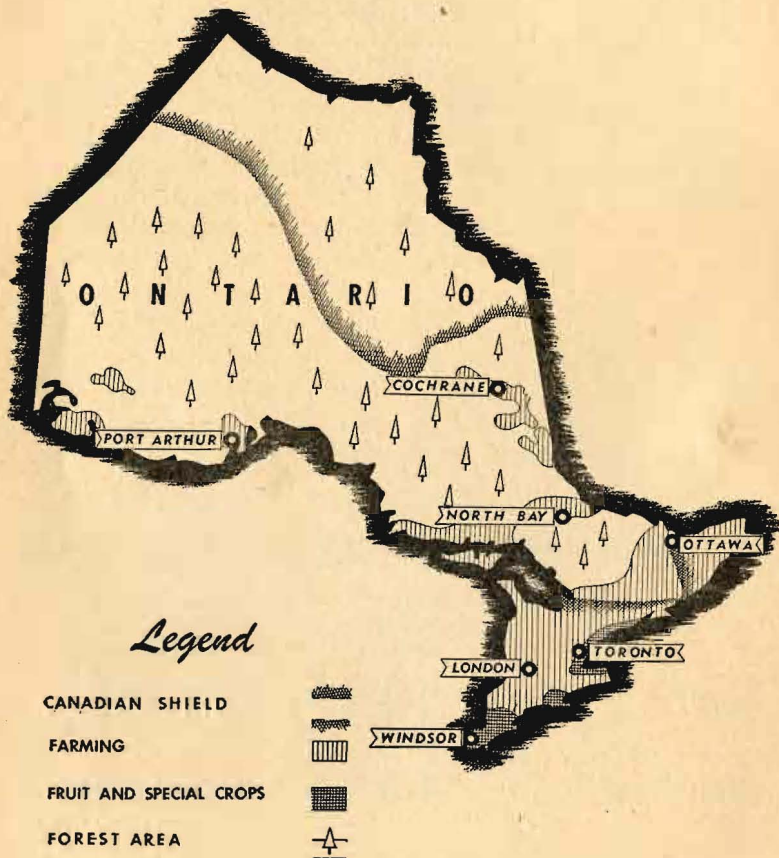 ONTARIO
COCHRANE
PORT ARTHUR
NORTH BAY
OTTAWA
Legend
TORONTO
LONDON
CANADIAN SHIELD
WINDSOR
FARMING
FRUIT AND SPECIAL CROPS
FOREST AREA